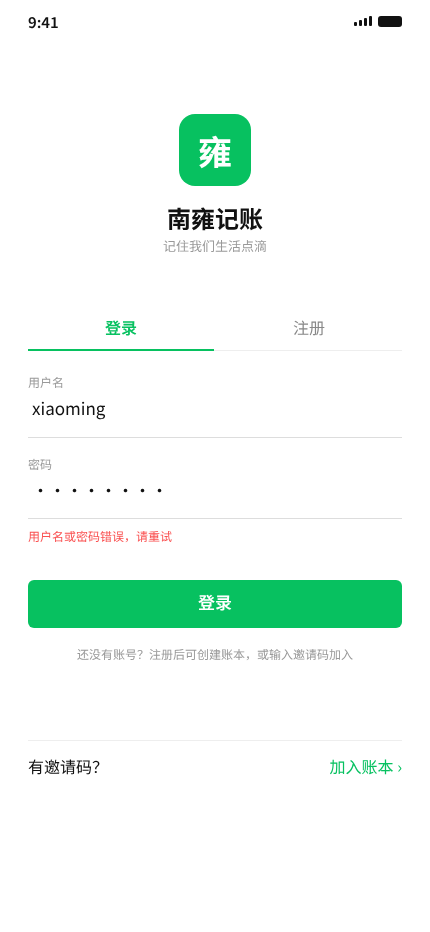 9:41
雍
南雍记账
记住我们生活点滴
登录
注册
用户名
xiaoming
密码
• • • • • • • •
用户名或密码错误，请重试
登录
还没有账号？注册后可创建账本，或输入邀请码加入
有邀请码？
加入账本 ›